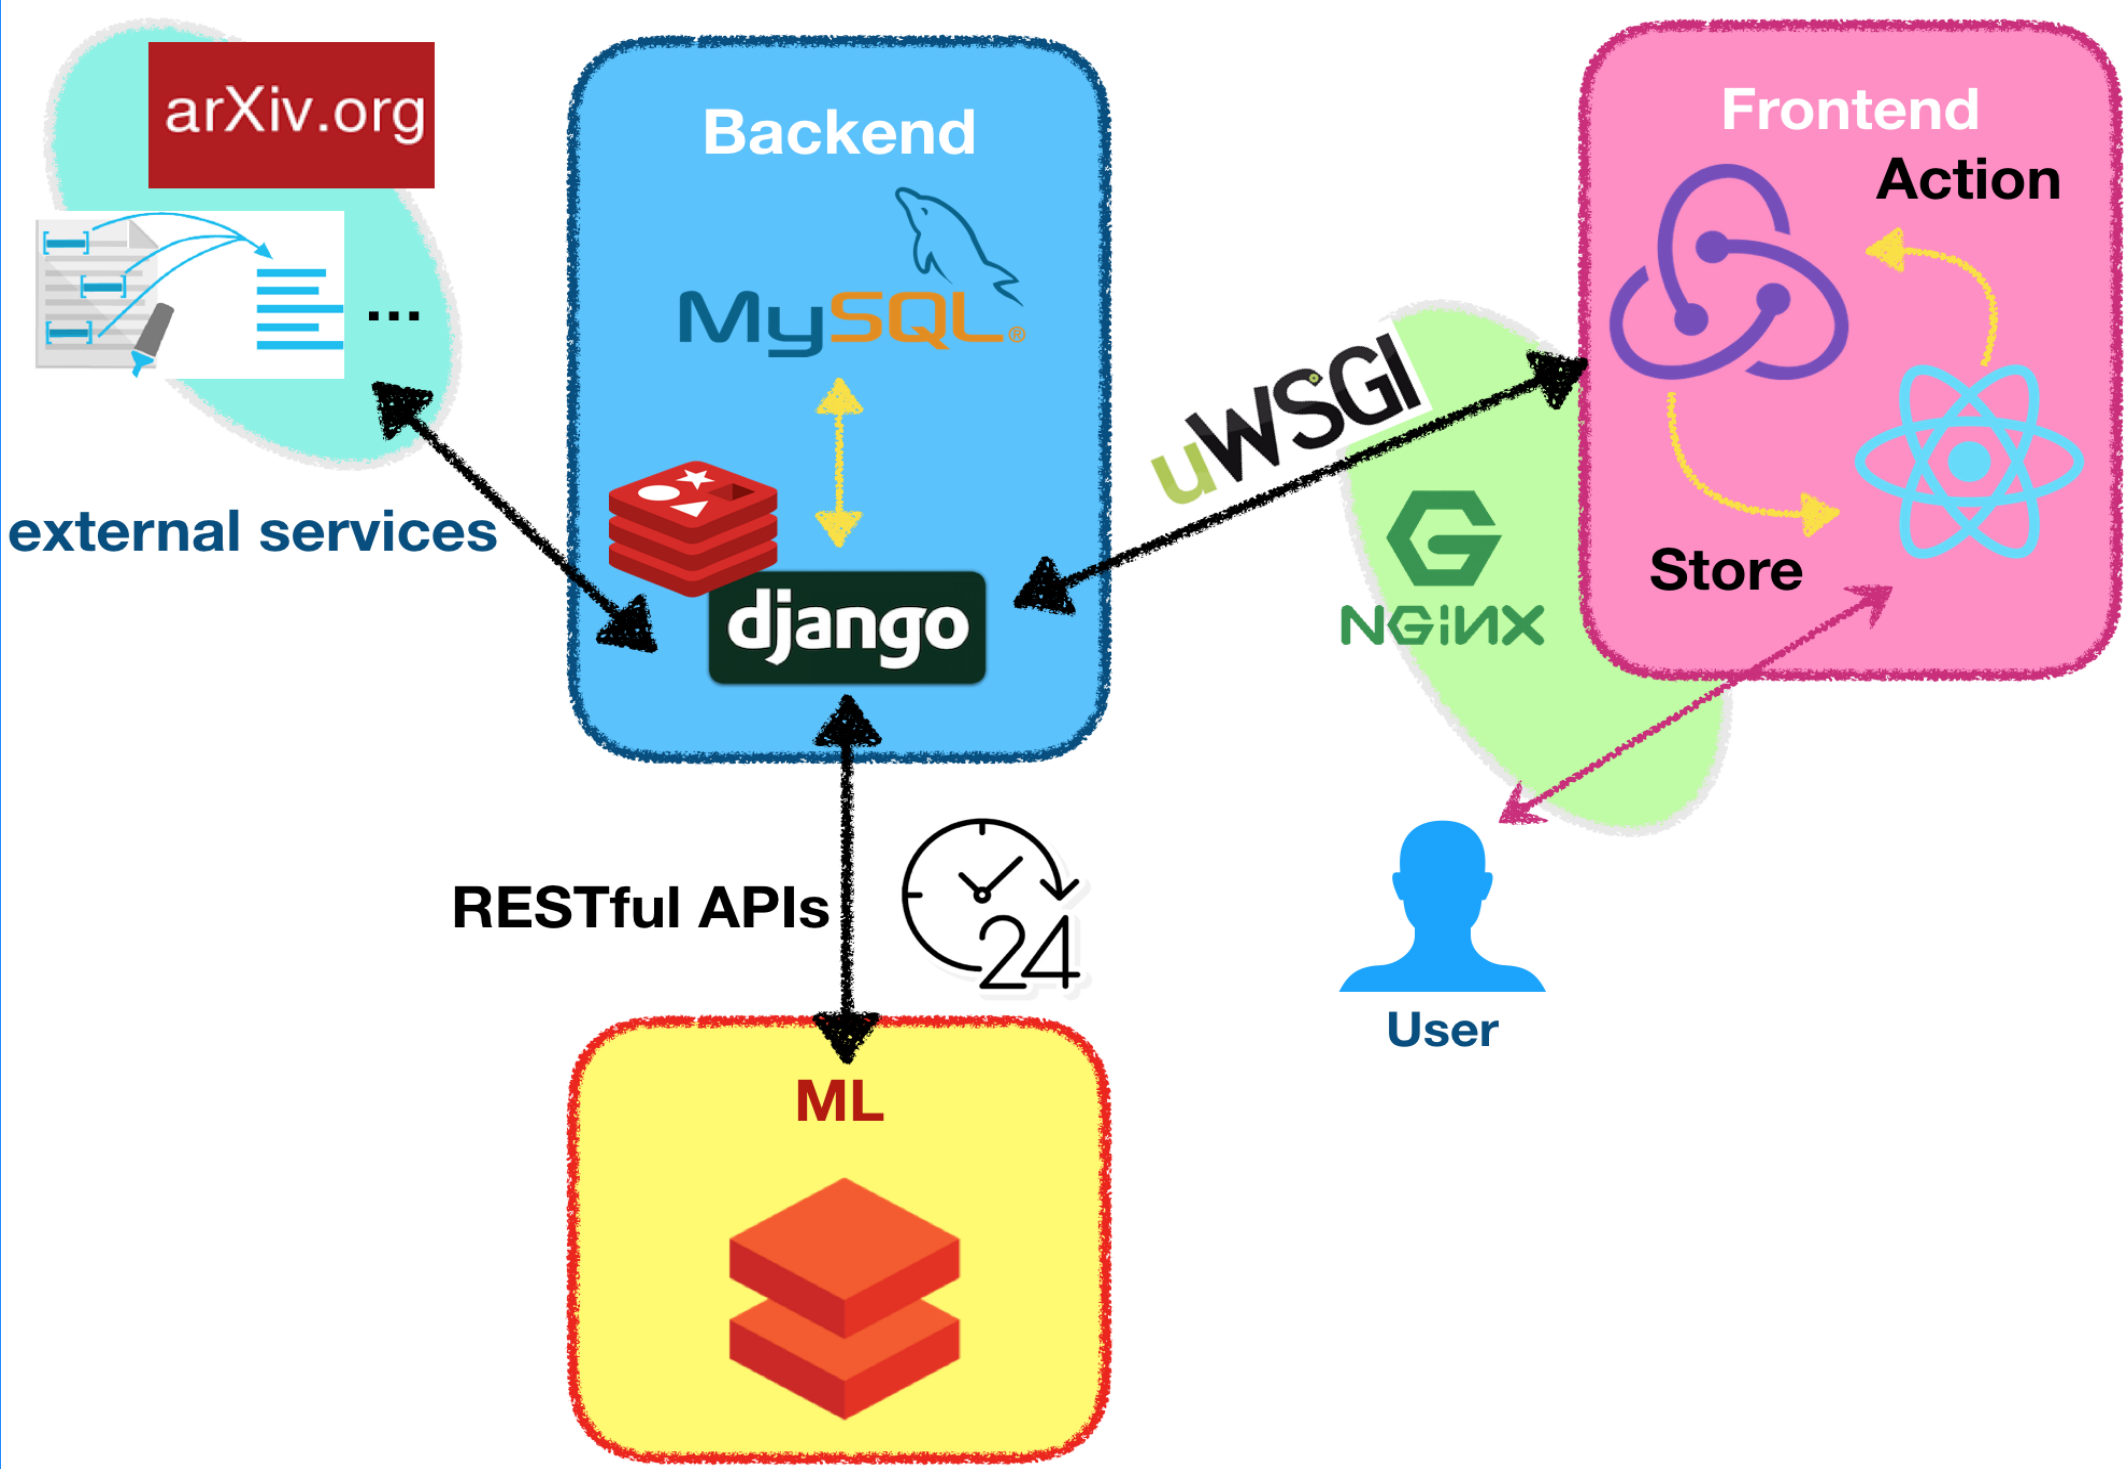 arXiv.org
...
external services
Backend
MySQL®
django
uWSGI
NGiNX
Frontend
Action
Store
RESTful APIs
24
User
ML